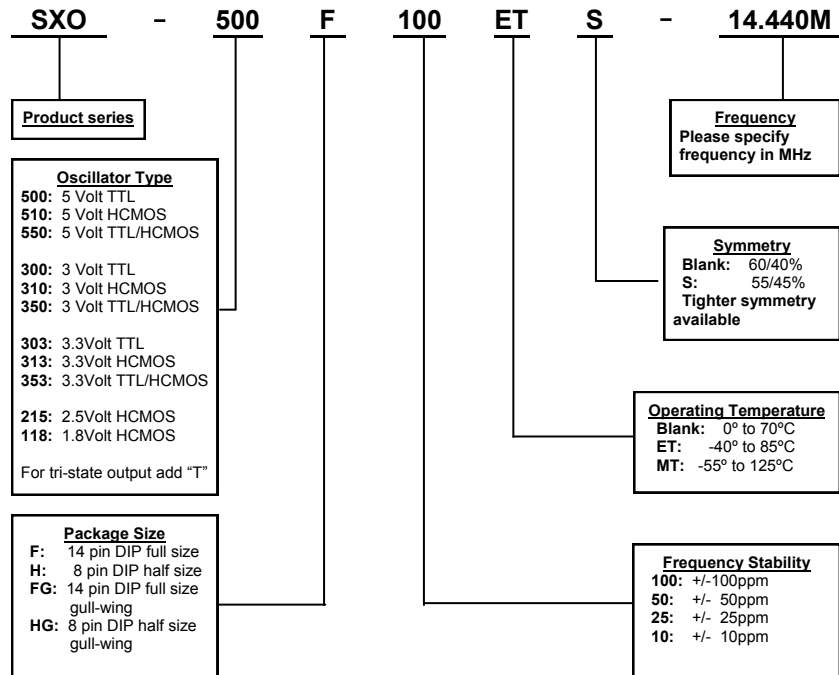 SXO – 500 F 100 ET S – 14.440M
Product series
Oscillator Type
500: 5 Volt TTL
510: 5 Volt HCMOS
550: 5 Volt TTL/HCMOS
300: 3 Volt TTL
310: 3 Volt HCMOS
350: 3 Volt TTL/HCMOS
303: 3.3Volt TTL
313: 3.3Volt HCMOS
353: 3.3Volt TTL/HCMOS
215: 2.5Volt HCMOS
118: 1.8Volt HCMOS
For tri-state output add “T”
Package Size
F: 14 pin DIP full size
H: 8 pin DIP half size
FG: 14 pin DIP full size
gull-wing
HG: 8 pin DIP half size
gull-wing
Frequency
Please specify
frequency in MHz
Symmetry
Blank: 60/40%
S: 55/45%
Tighter symmetry
available
Operating Temperature
Blank: 0º to 70ºC
ET: -40º to 85ºC
MT: -55º to 125ºC
Frequency Stability
100: +/-100ppm
50: +/- 50ppm
25: +/- 25ppm
10: +/- 10ppm